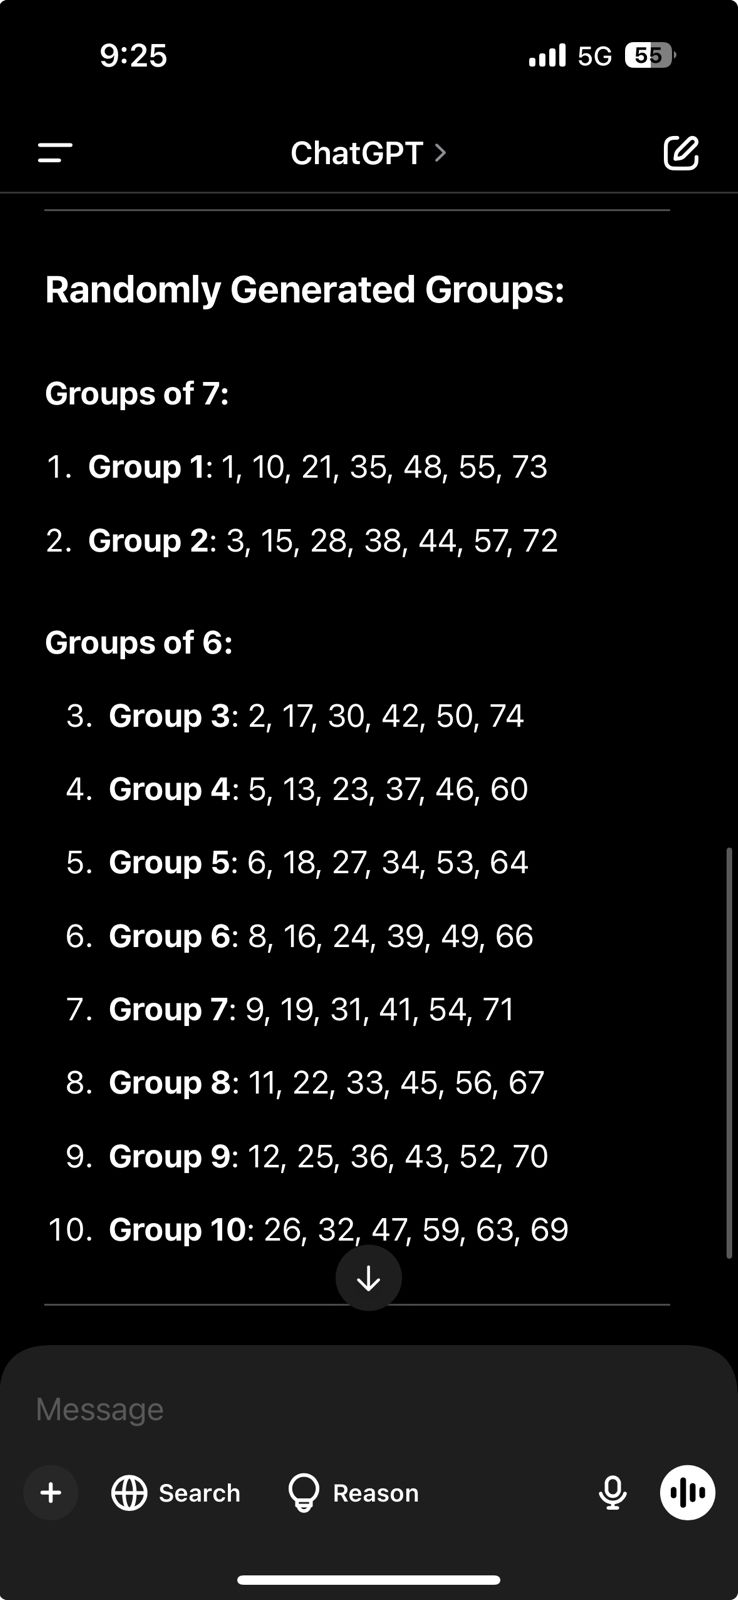 9:25 5G 55
ChatGPT >
Randomly Generated Groups:
Groups of 7:
1. Group 1: 1, 10, 21, 35, 48, 55, 73
2. Group 2: 3, 15, 28, 38, 44, 57, 72
Groups of 6:
3. Group 3: 2, 17, 30, 42, 50, 74
4. Group 4: 5, 13, 23, 37, 46, 60
5. Group 5: 6, 18, 27, 34, 53, 64
6. Group 6: 8, 16, 24, 39, 49, 66
7. Group 7: 9, 19, 31, 41, 54, 71
8. Group 8: 11, 22, 33, 45, 56, 67
9. Group 9: 12, 25, 36, 43, 52, 70
10. Group 10: 26, 32, 47, 59, 63, 69
Message
Search Reason